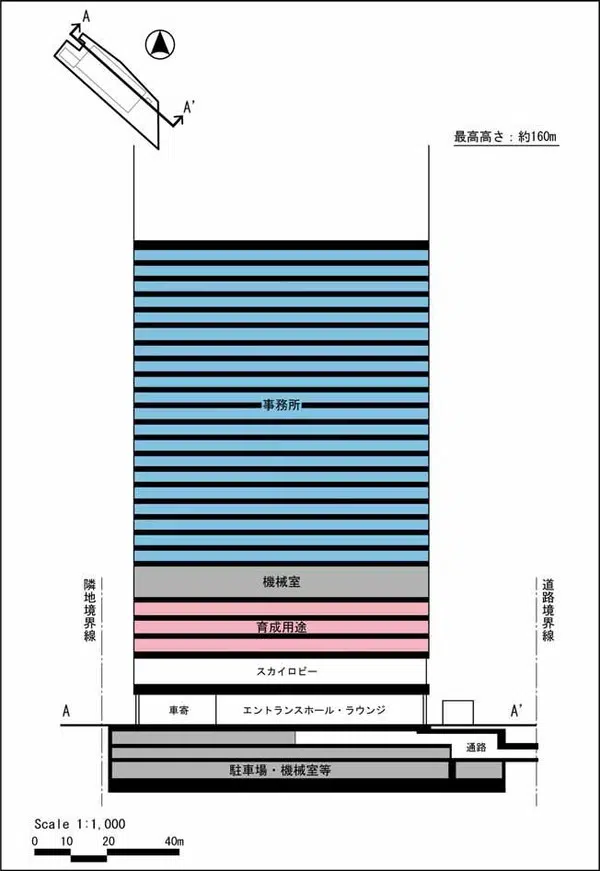 A
A'
最高高さ：約160m
事務所
機械室
隣地境界線
道路境界線
育成用途
スカイロビー
車寄
エントランスホール・ラウンジ
A
A'
通路
駐車場・機械室等
Scale 1:1,000
0 10 20 40m